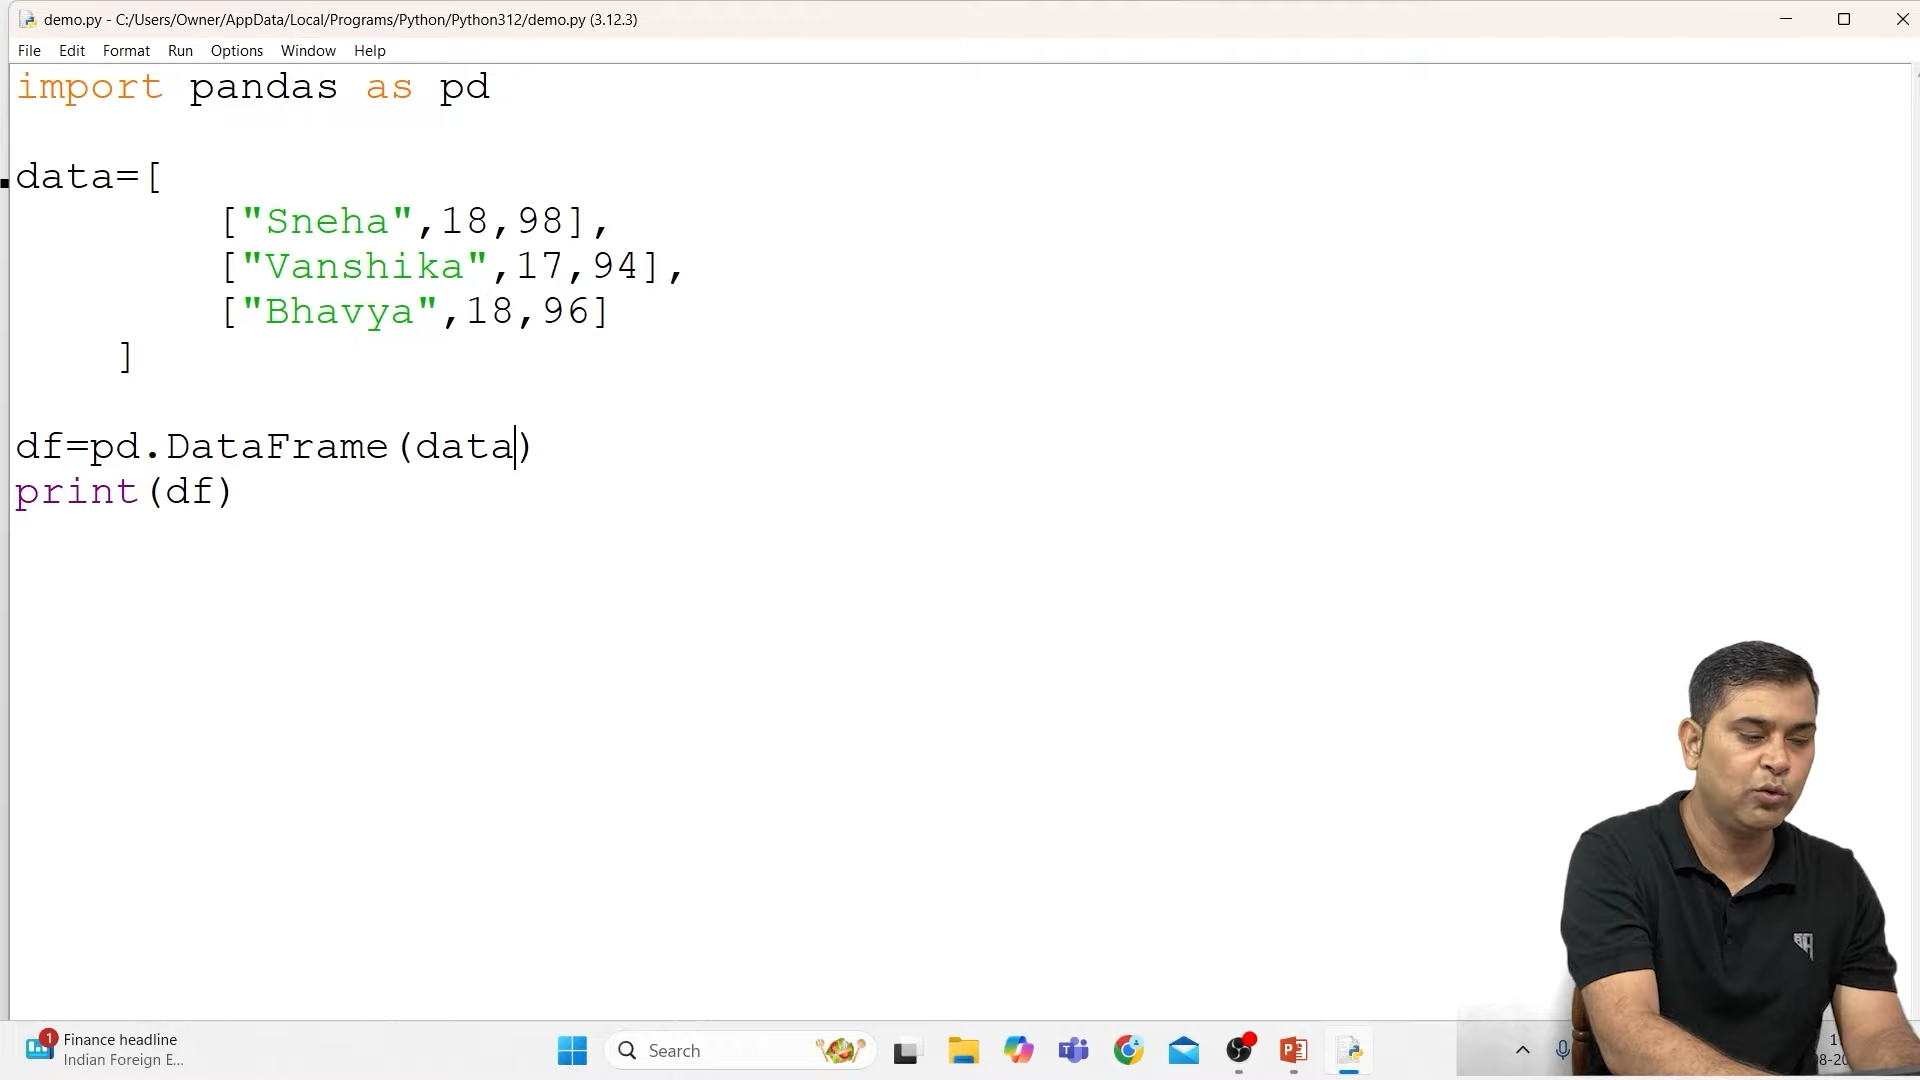 demo.py - C:/Users/Owner/AppData/Local/Programs/Python/Python312/demo.py (3.12.3)
File Edit Format Run Options Window Help
import pandas as pd
data=[
["Sneha",18,98],
["Vanshika",17,94],
["Bhavya",18,96]
]
df=pd.DataFrame(data)
print(df)
1
Finance headline
Indian Foreign E...
Search